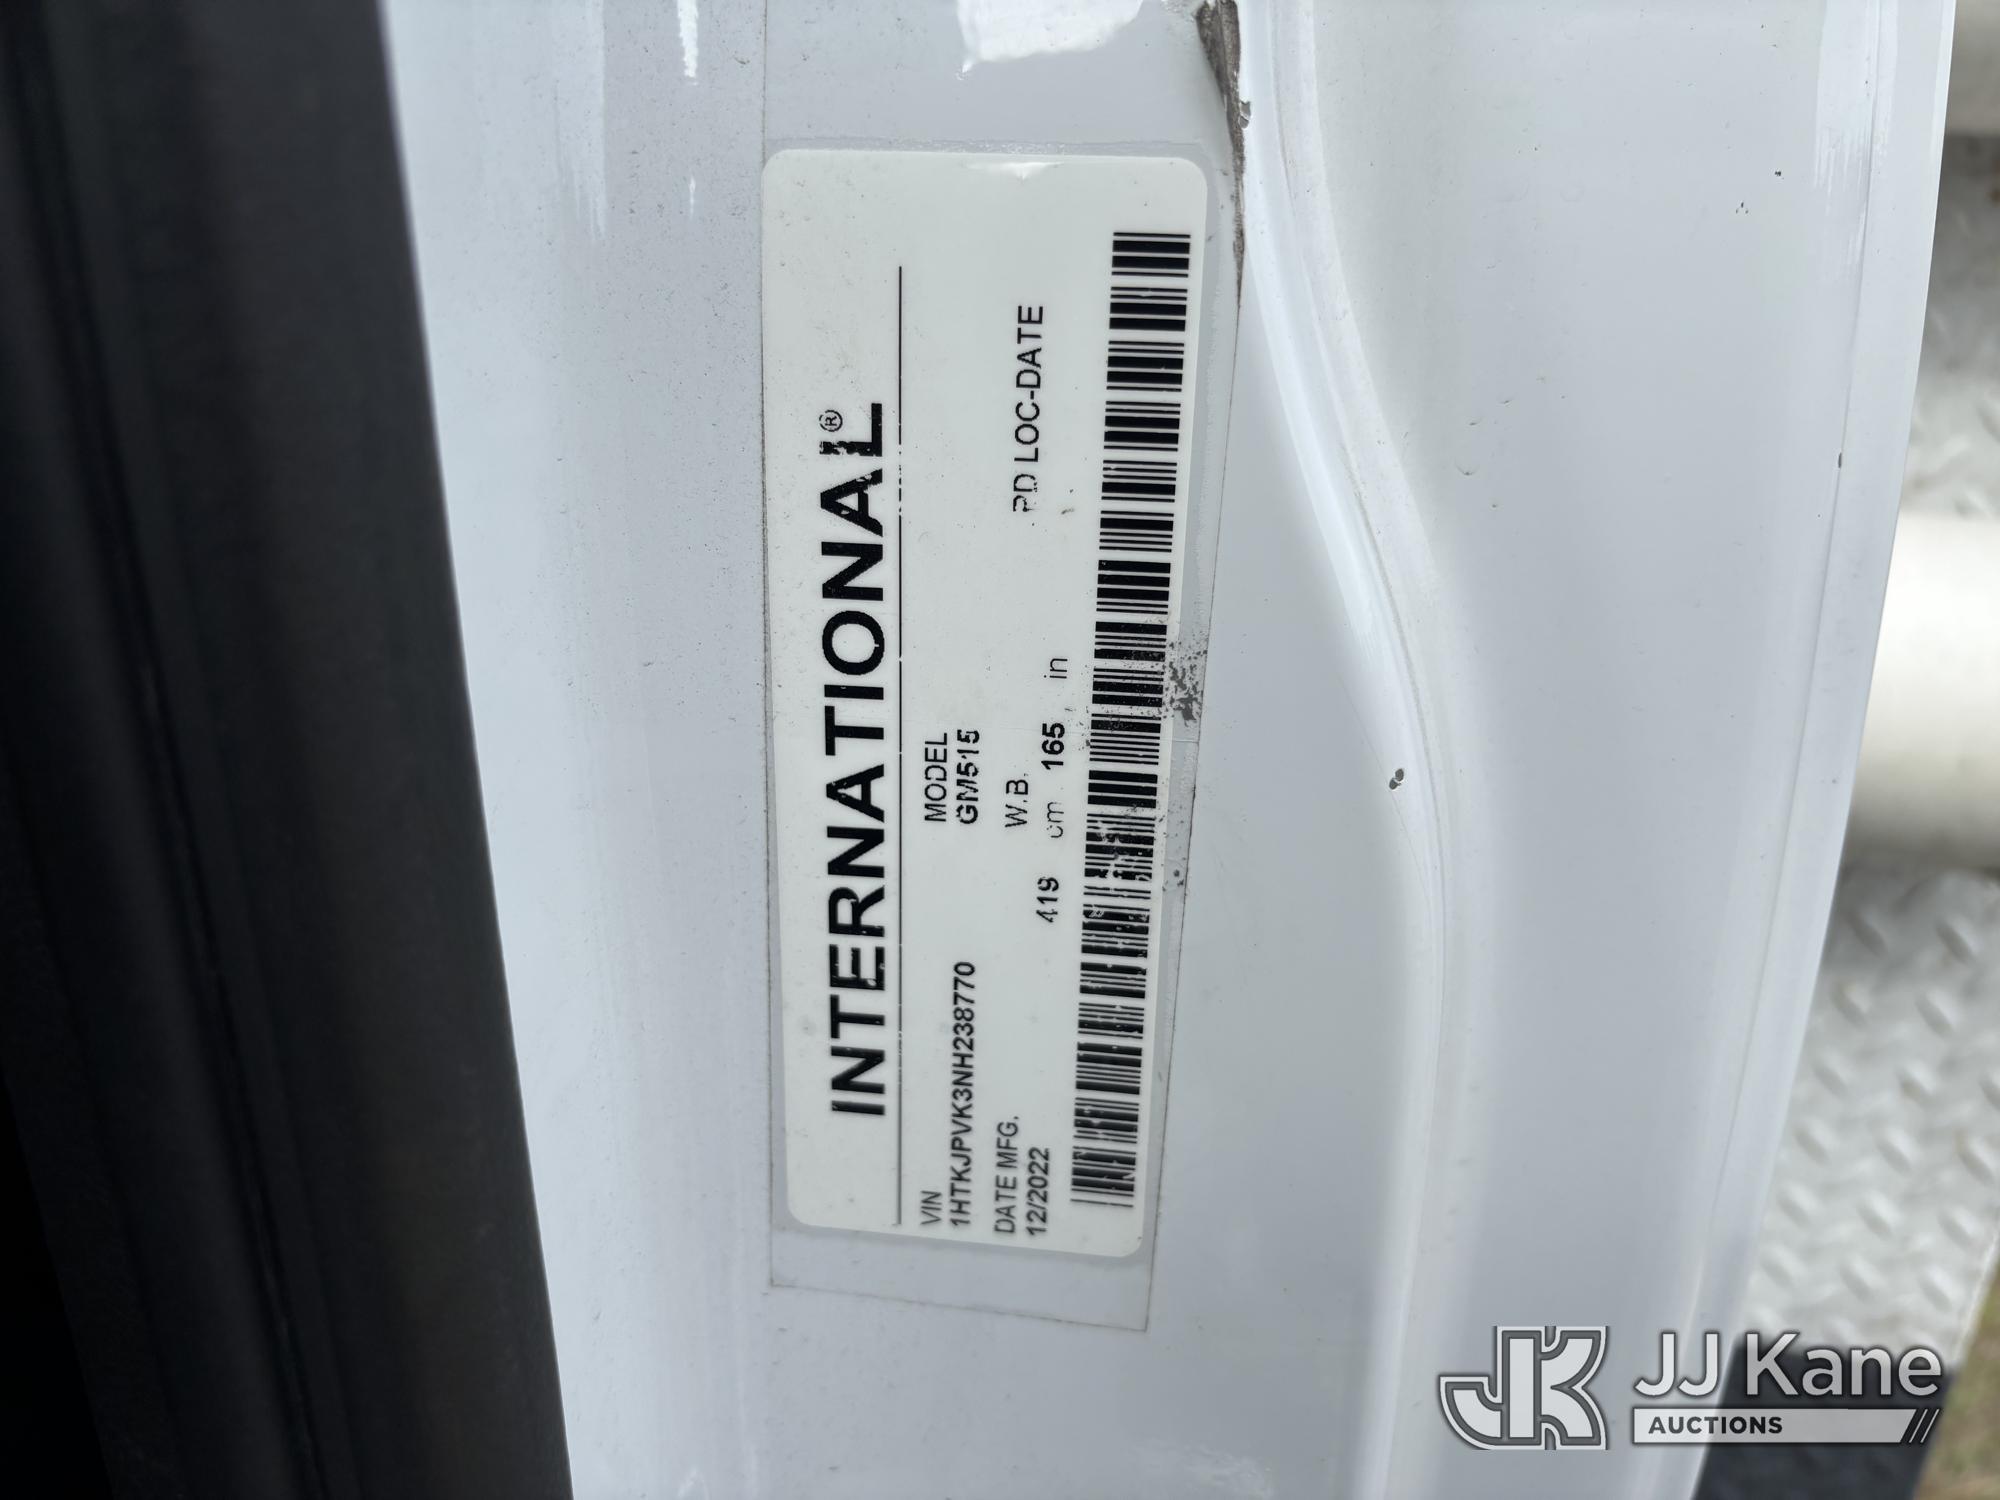 INTERNATIONAL®
VIN MODEL
1HTKJPVK3NH238770 GM515
DATE MFG. W.B. PD LOC-DATE
12/2022 419 cm 165 in
JK JJ Kane
AUCTIONS